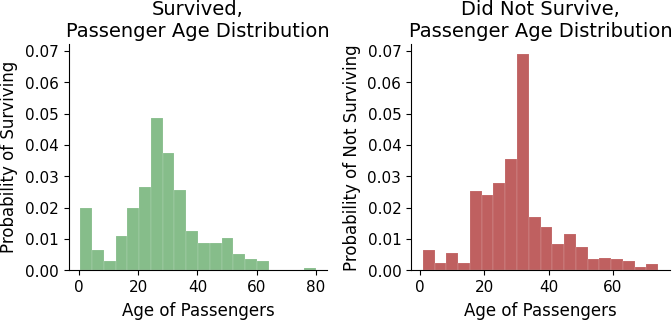 Survived,
Passenger Age Distribution
Probability of Surviving
0.07
0.06
0.05
0.04
0.03
0.02
0.01
0.00
0 20 40 60 80
Age of Passengers
Did Not Survive,
Passenger Age Distribution
Probability of Not Surviving
0.07
0.06
0.05
0.04
0.03
0.02
0.01
0.00
0 20 40 60
Age of Passengers